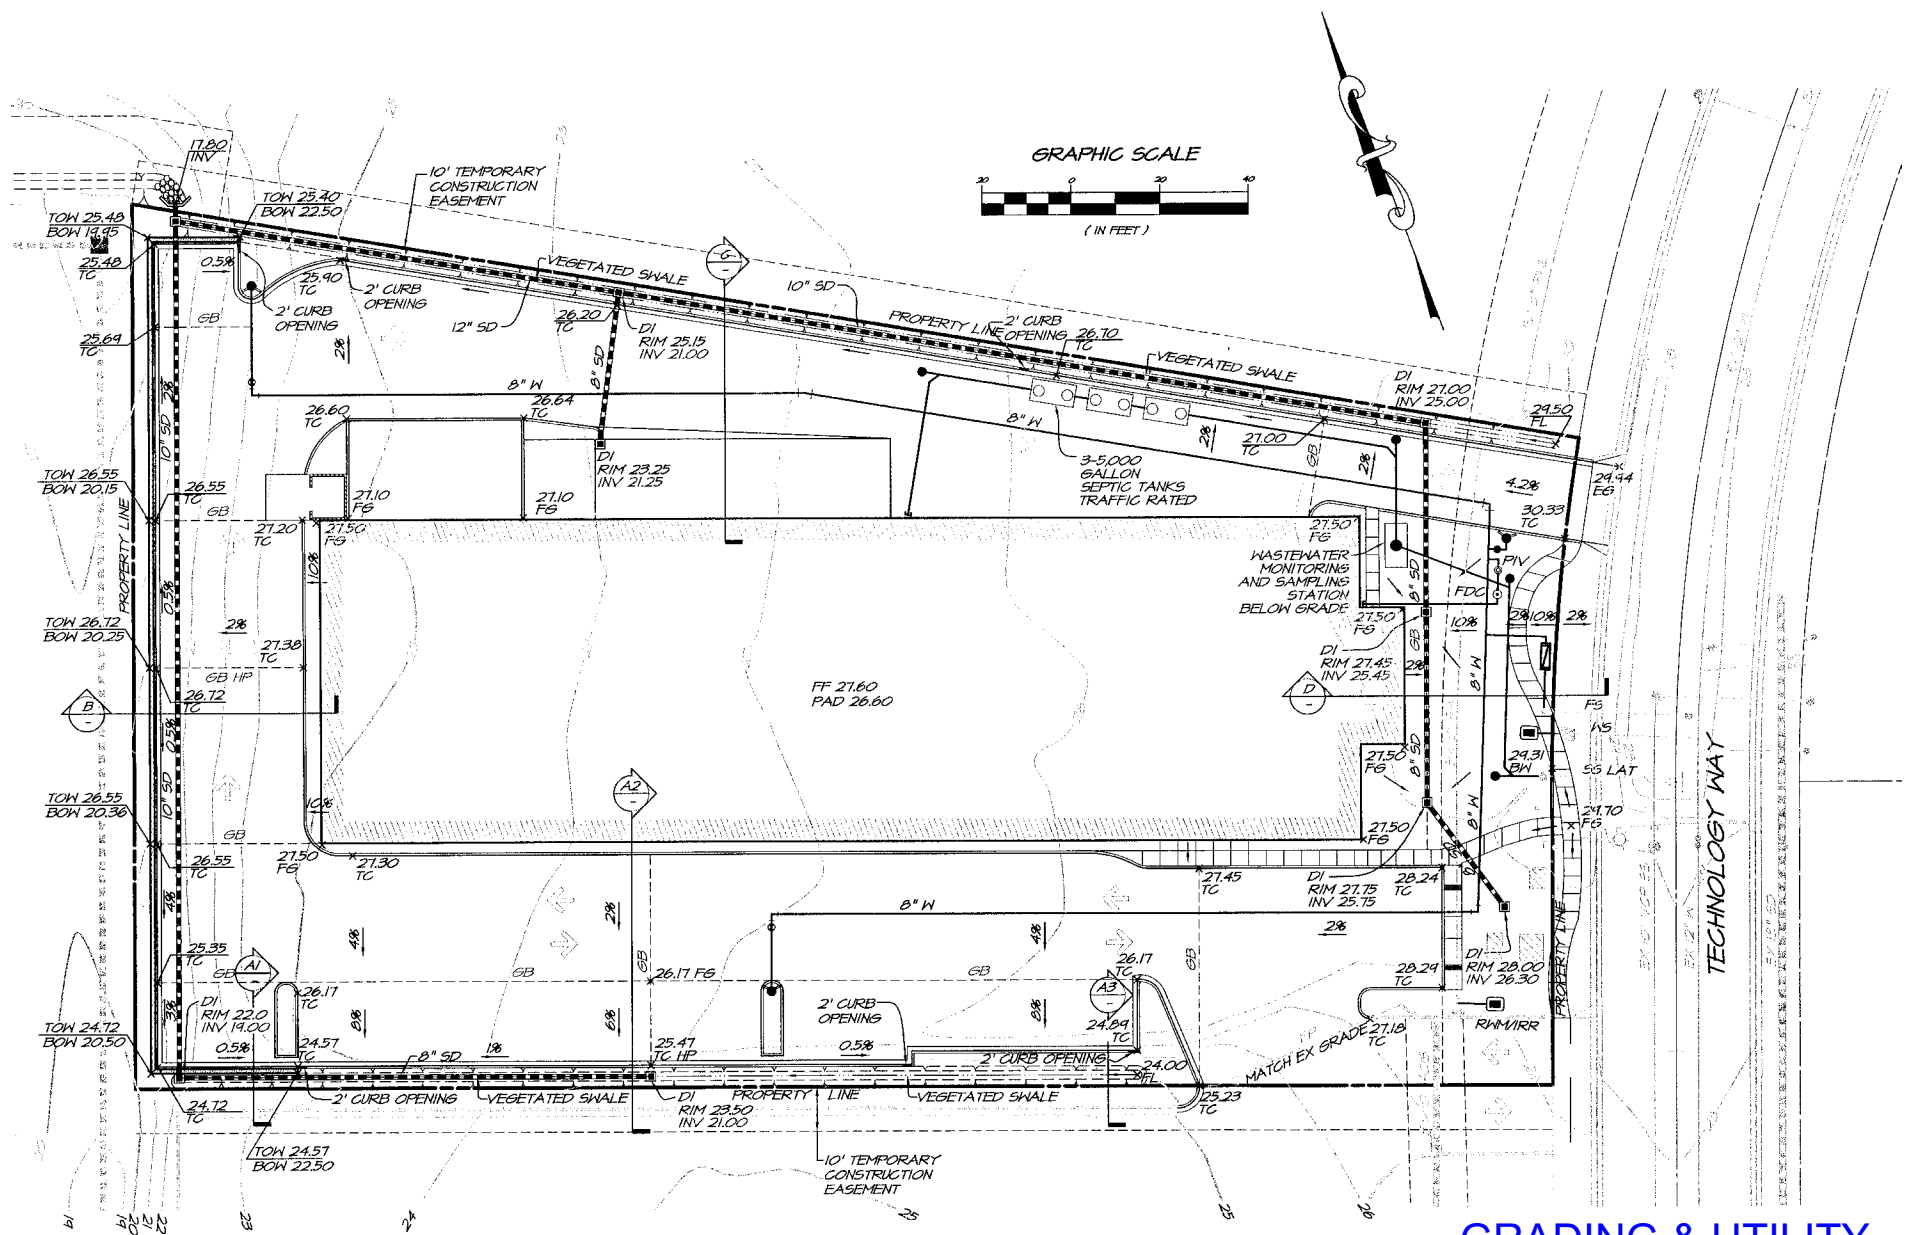 GRAPHIC SCALE
20 0 20 40
( IN FEET )
17.80
INV
TOW 25.40
BOW 22.50
10' TEMPORARY
CONSTRUCTION
EASEMENT
TOW 25.48
BOW 19.95
25.48
TC
0.5%
25.90
TC
2' CURB
OPENING
2' CURB
OPENING
VEGETATED SWALE
G
10" SD
12" SD
26.20
TC
DI
RIM 25.15
INV 21.00
PROPERTY LINE
2' CURB
OPENING
26.70
TC
VEGETATED SWALE
DI
RIM 27.00
INV 25.00
29.50
FL
GB
25.69
TC
2%
2%
8" SD
8" W
26.60
TC
26.64
TC
8" W
10" SD
DI
RIM 23.25
INV 21.25
3-5,000
GALLON
SEPTIC TANKS
TRAFFIC RATED
2%
27.00
TC
GB
2%
4.2%
29.94
EG
30.33
TC
TOW 26.55
BOW 20.15
26.55
TC
GB
27.20
TC
27.50
FG
27.10
FG
27.10
FG
27.50
FG
PROPERTY LINE
10%
0.5%
WASTEWATER
MONITORING
AND SAMPLING
STATION
BELOW GRADE
8" SD
PIV
FDC
27.50
FG
2%
10%
2%
10%
TOW 26.72
BOW 20.25
2%
27.38
TC
GB HP
26.72
TC
B
DI
RIM 27.45
INV 25.45
GB
2%
8" W
FF 27.60
PAD 26.60
D
FS
WS
0.5%
10" SD
27.50
FG
8" SD
29.31
BW
SS LAT
TECHNOLOGY WAY
A2
TOW 26.55
BOW 20.36
GB
10%
26.55
TC
27.50
FG
27.30
TC
27.50
FG
8" W
29.70
FG
27.45
TC
DI
RIM 27.75
INV 25.75
28.24
TC
4%
8" W
2%
4%
4%
2%
25.35
TC
GB
A1
GB
GB
26.17 FG
GB
26.17
TC
GB
28.29
TC
DI
RIM 28.00
INV 26.30
PROPERTY LINE
3%
DI
RIM 22.0
INV 19.00
26.17
TC
8%
6%
2' CURB
OPENING
8%
A3
24.89
TC
RWM/IRR
TOW 24.72
BOW 20.50
0.5%
24.57
TC
8" SD
1%
25.47
TC HP
0.5%
2' CURB OPENING
24.00
FL
MATCH EX GRADE
27.18
TC
24.72
TC
2' CURB OPENING
VEGETATED SWALE
DI
RIM 23.50
INV 21.00
PROPERTY LINE
VEGETATED SWALE
25.23
TC
TOW 24.57
BOW 22.50
10' TEMPORARY
CONSTRUCTION
EASEMENT
19
19
20
21
22
23
24
25
25
26
GRADING & UTILITY